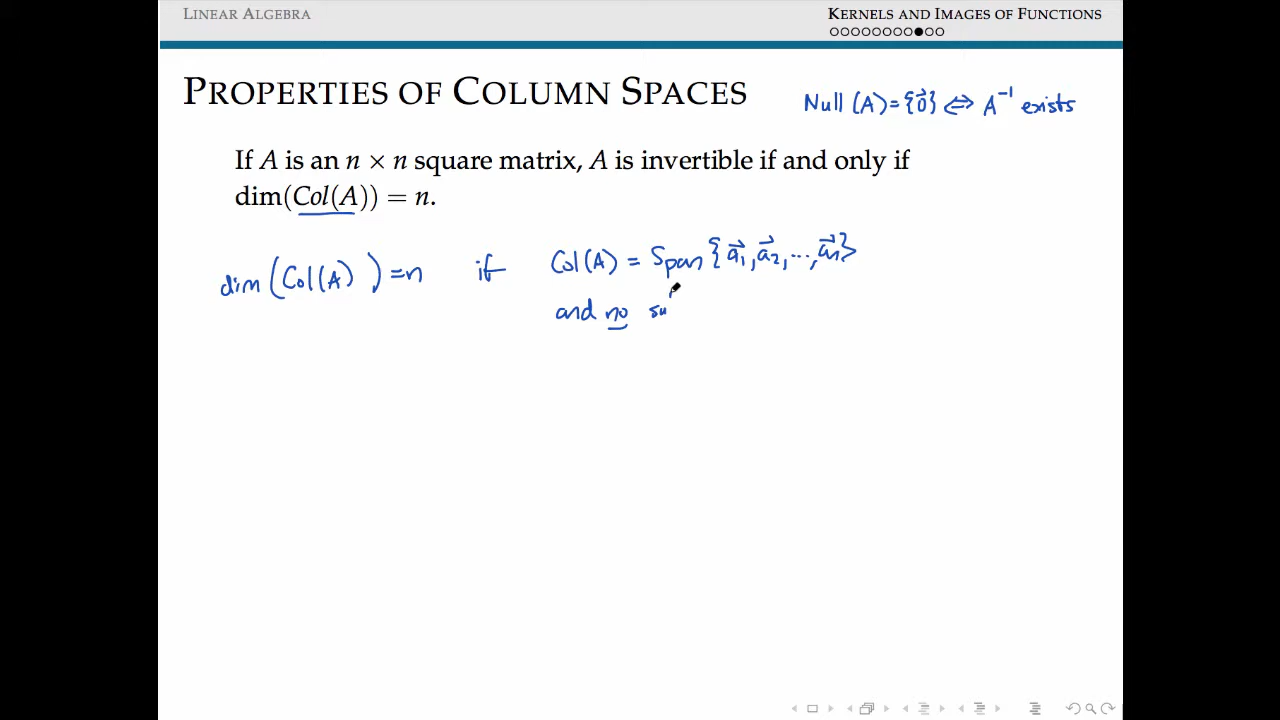 LINEAR ALGEBRA
KERNELS AND IMAGES OF FUNCTIONS
PROPERTIES OF COLUMN SPACES
Null (A) = {0⃗} ⇔ A⁻¹ exists
If A is an n × n square matrix, A is invertible if and only if
dim(Col(A)) = n.
dim (Col(A)) = n if Col(A) = Span {a⃗₁, a⃗₂, ..., a⃗ₙ}
and no su